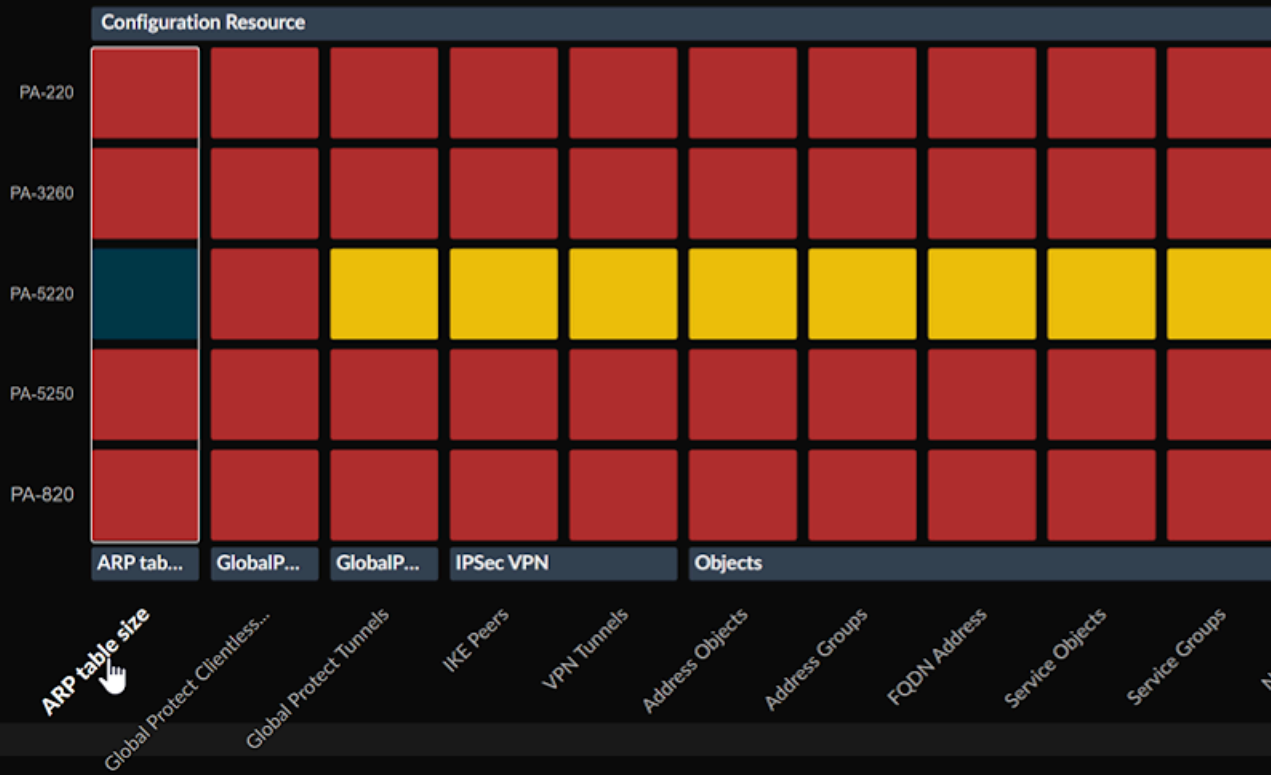 Configuration Resource
PA-220
PA-3260
PA-5220
PA-5250
PA-820
ARP tab...
GlobalP...
GlobalP...
IPSec VPN
Objects
ARP table size
Global Protect Clientless...
Global Protect Tunnels
IKE Peers
VPN Tunnels
Address Objects
Address Groups
FQDN Address
Service Objects
Service Groups